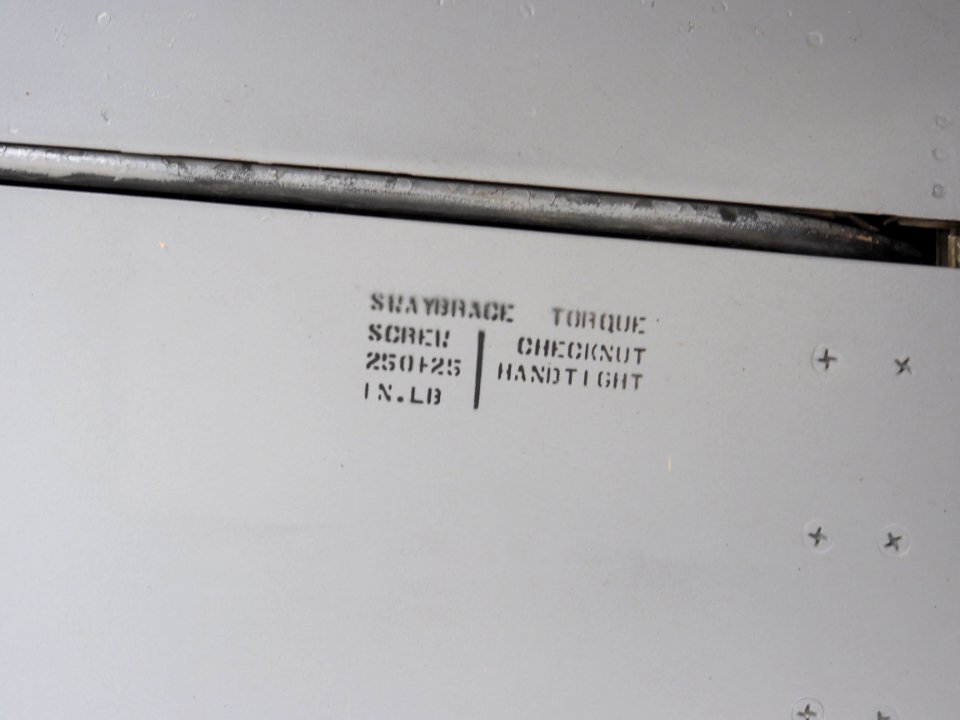 SWAYBRACE TORQUE
SCREW CHECKNUT
250±25 HANDTIGHT
IN.LB